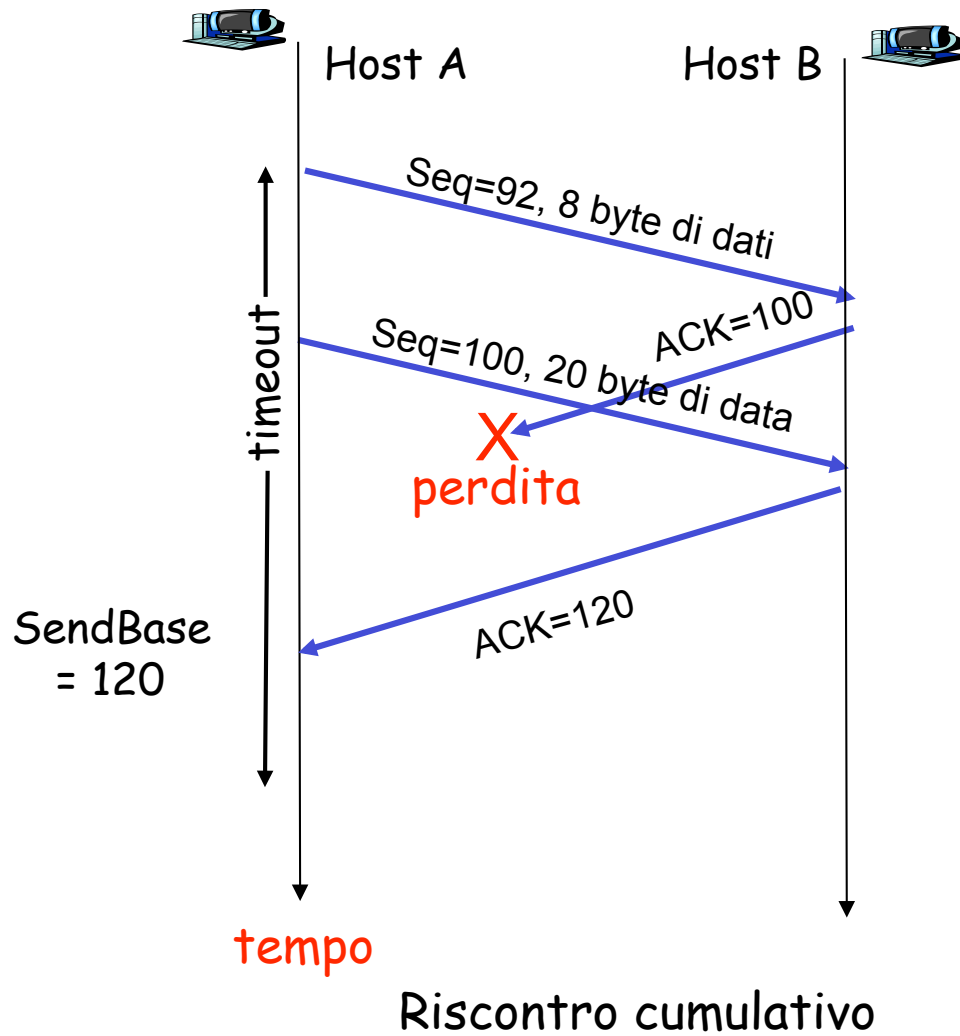 Host A
Host B
Seq=92, 8 byte di dati
ACK=100
timeout
Seq=100, 20 byte di data
X
perdita
ACK=120
SendBase
= 120
tempo
Riscontro cumulativo